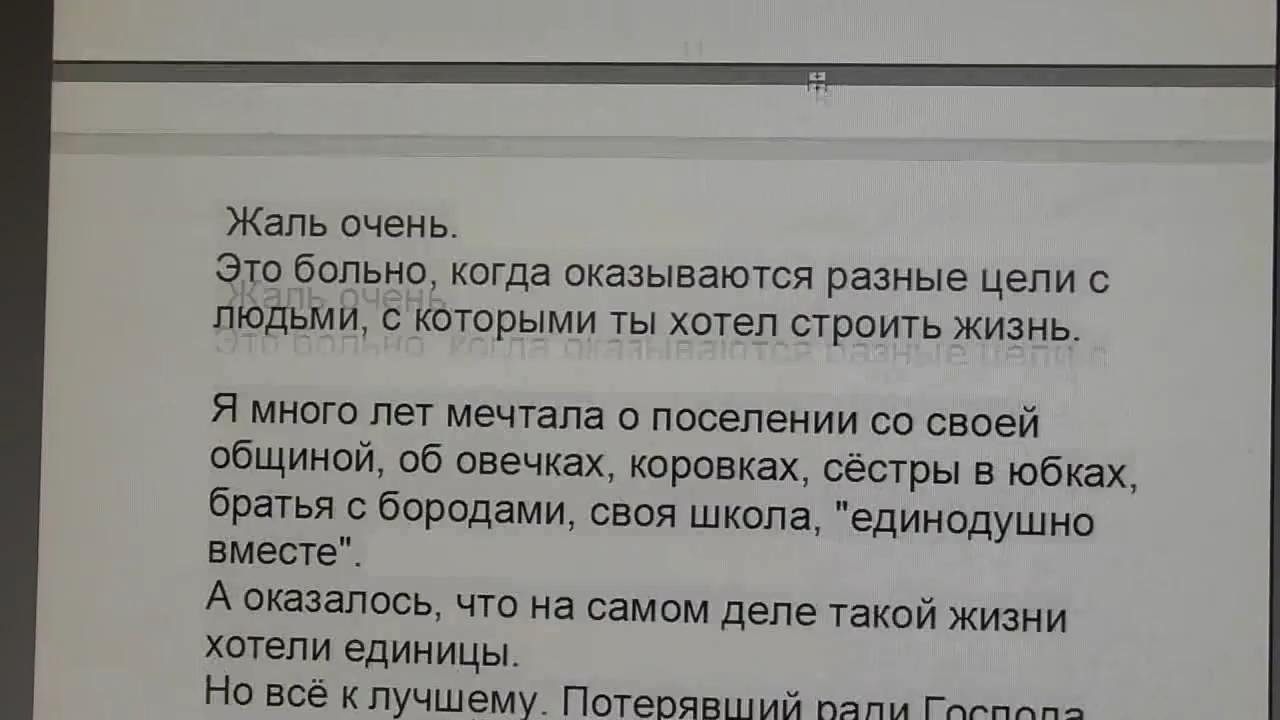 Жаль очень.
Это больно, когда оказываются разные цели с
людьми, с которыми ты хотел строить жизнь.
Я много лет мечтала о поселении со своей
общиной, об овечках, коровках, сёстры в юбках,
братья с бородами, своя школа, "единодушно
вместе".
А оказалось, что на самом деле такой жизни
хотели единицы.
Но всё к лучшему. Потерявший ради Господа